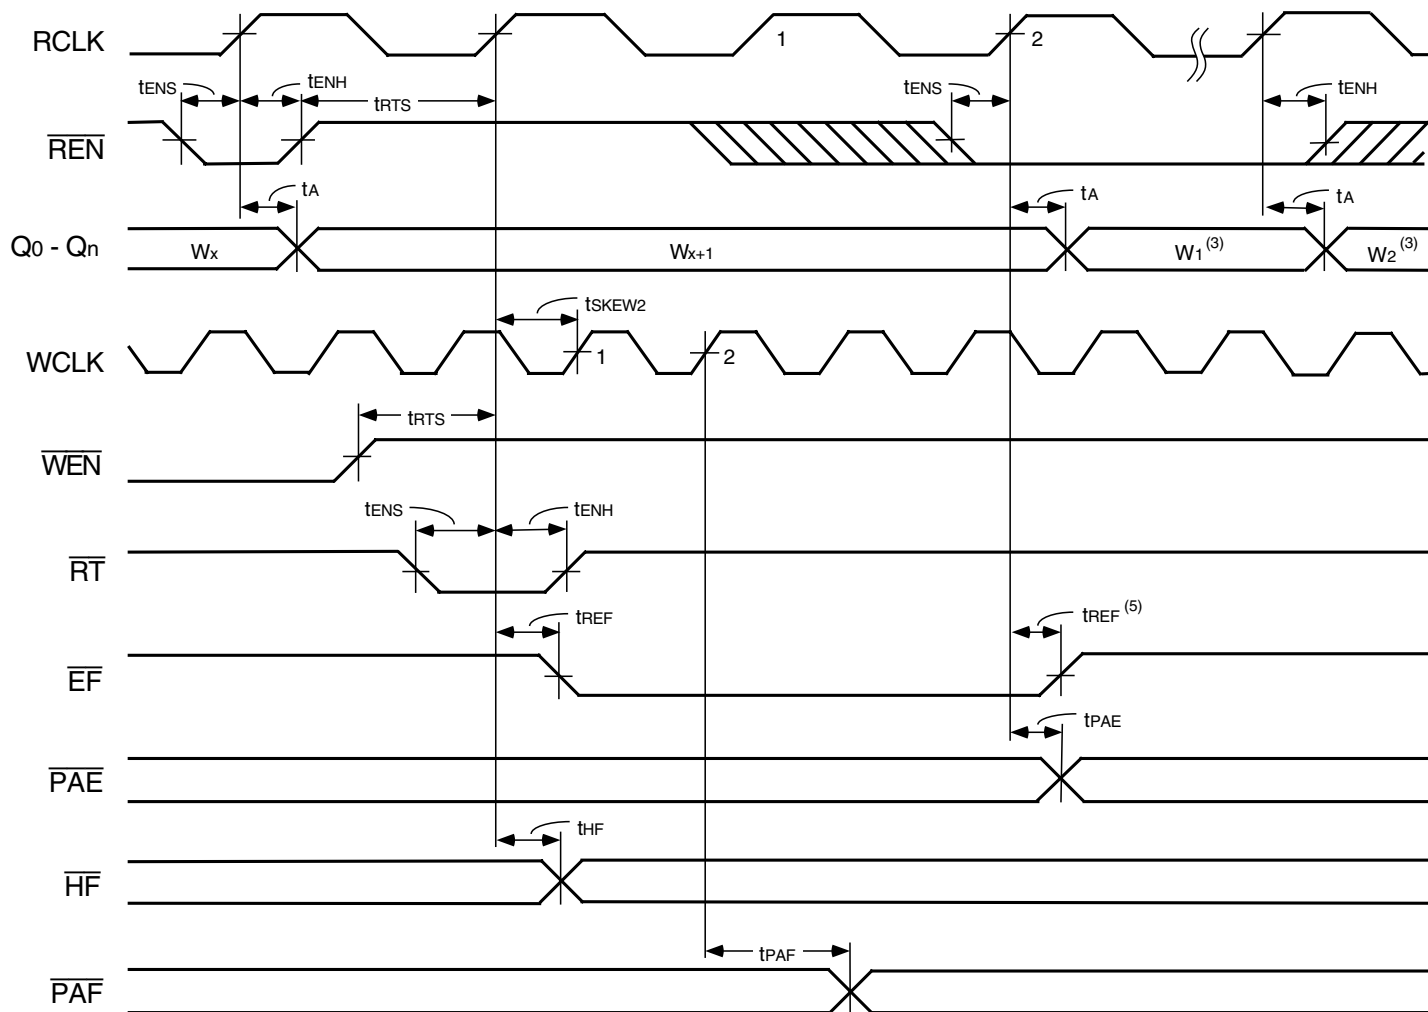 RCLK
1
2
tENS
tENH
tRTS
tENS
tENH
REN
tA
tA
tA
Q0 - Qn
Wx
Wx+1
W1 (3)
W2 (3)
tSKEW2
WCLK
1
2
tRTS
WEN
tENS
tENH
RT
tREF
tREF (5)
EF
tPAE
PAE
tHF
HF
tPAF
PAF